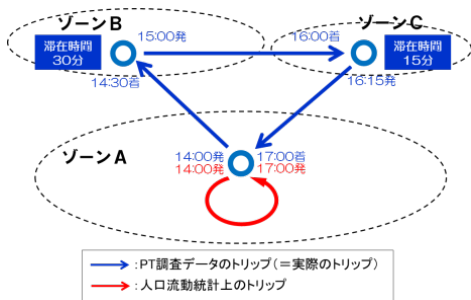 ゾーンB
ゾーンC
滞在時間
30分
15:00発
16:00着
滞在時間
15分
14:30着
16:15発
ゾーンA
14:00発
17:00着
14:00発
17:00発
:PT調査データのトリップ(=実際のトリップ)
:人口流動統計上のトリップ